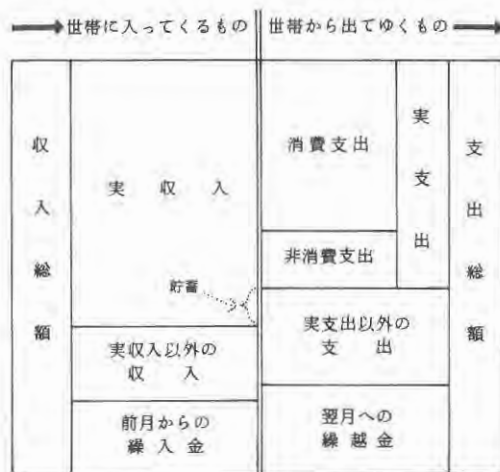 世帯に入ってくるもの
世帯から出てゆくもの
収入総額
実収入
貯蓄
実収入以外の
収入
前月からの
繰入金
消費支出
非消費支出
実支出
実支出以外の
支出
翌月への
繰越金
支出総額